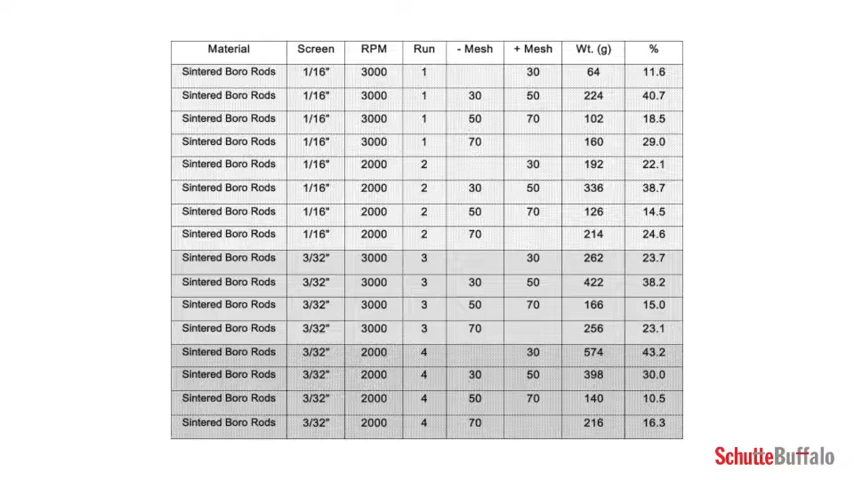 Material Screen RPM Run - Mesh + Mesh Wt. (g) %
Sintered Boro Rods 1/16" 3000 1 30 64 11.6
Sintered Boro Rods 1/16" 3000 1 30 50 224 40.7
Sintered Boro Rods 1/16" 3000 1 50 70 102 18.5
Sintered Boro Rods 1/16" 3000 1 70 160 29.0
Sintered Boro Rods 1/16" 2000 2 30 192 22.1
Sintered Boro Rods 1/16" 2000 2 30 50 336 38.7
Sintered Boro Rods 1/16" 2000 2 50 70 126 14.5
Sintered Boro Rods 1/16" 2000 2 70 214 24.6
Sintered Boro Rods 3/32" 3000 3 30 262 23.7
Sintered Boro Rods 3/32" 3000 3 30 50 422 38.2
Sintered Boro Rods 3/32" 3000 3 50 70 166 15.0
Sintered Boro Rods 3/32" 3000 3 70 256 23.1
Sintered Boro Rods 3/32" 2000 4 30 574 43.2
Sintered Boro Rods 3/32" 2000 4 30 50 398 30.0
Sintered Boro Rods 3/32" 2000 4 50 70 140 10.5
Sintered Boro Rods 3/32" 2000 4 70 216 16.3
SchutteBuffalo